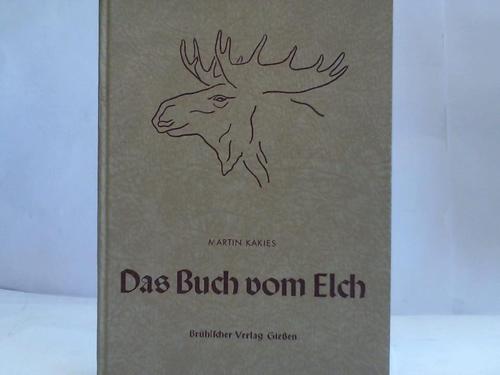 MARTIN KAKIES
Das Buch vom Elch
Brühlscher Verlag Gießen